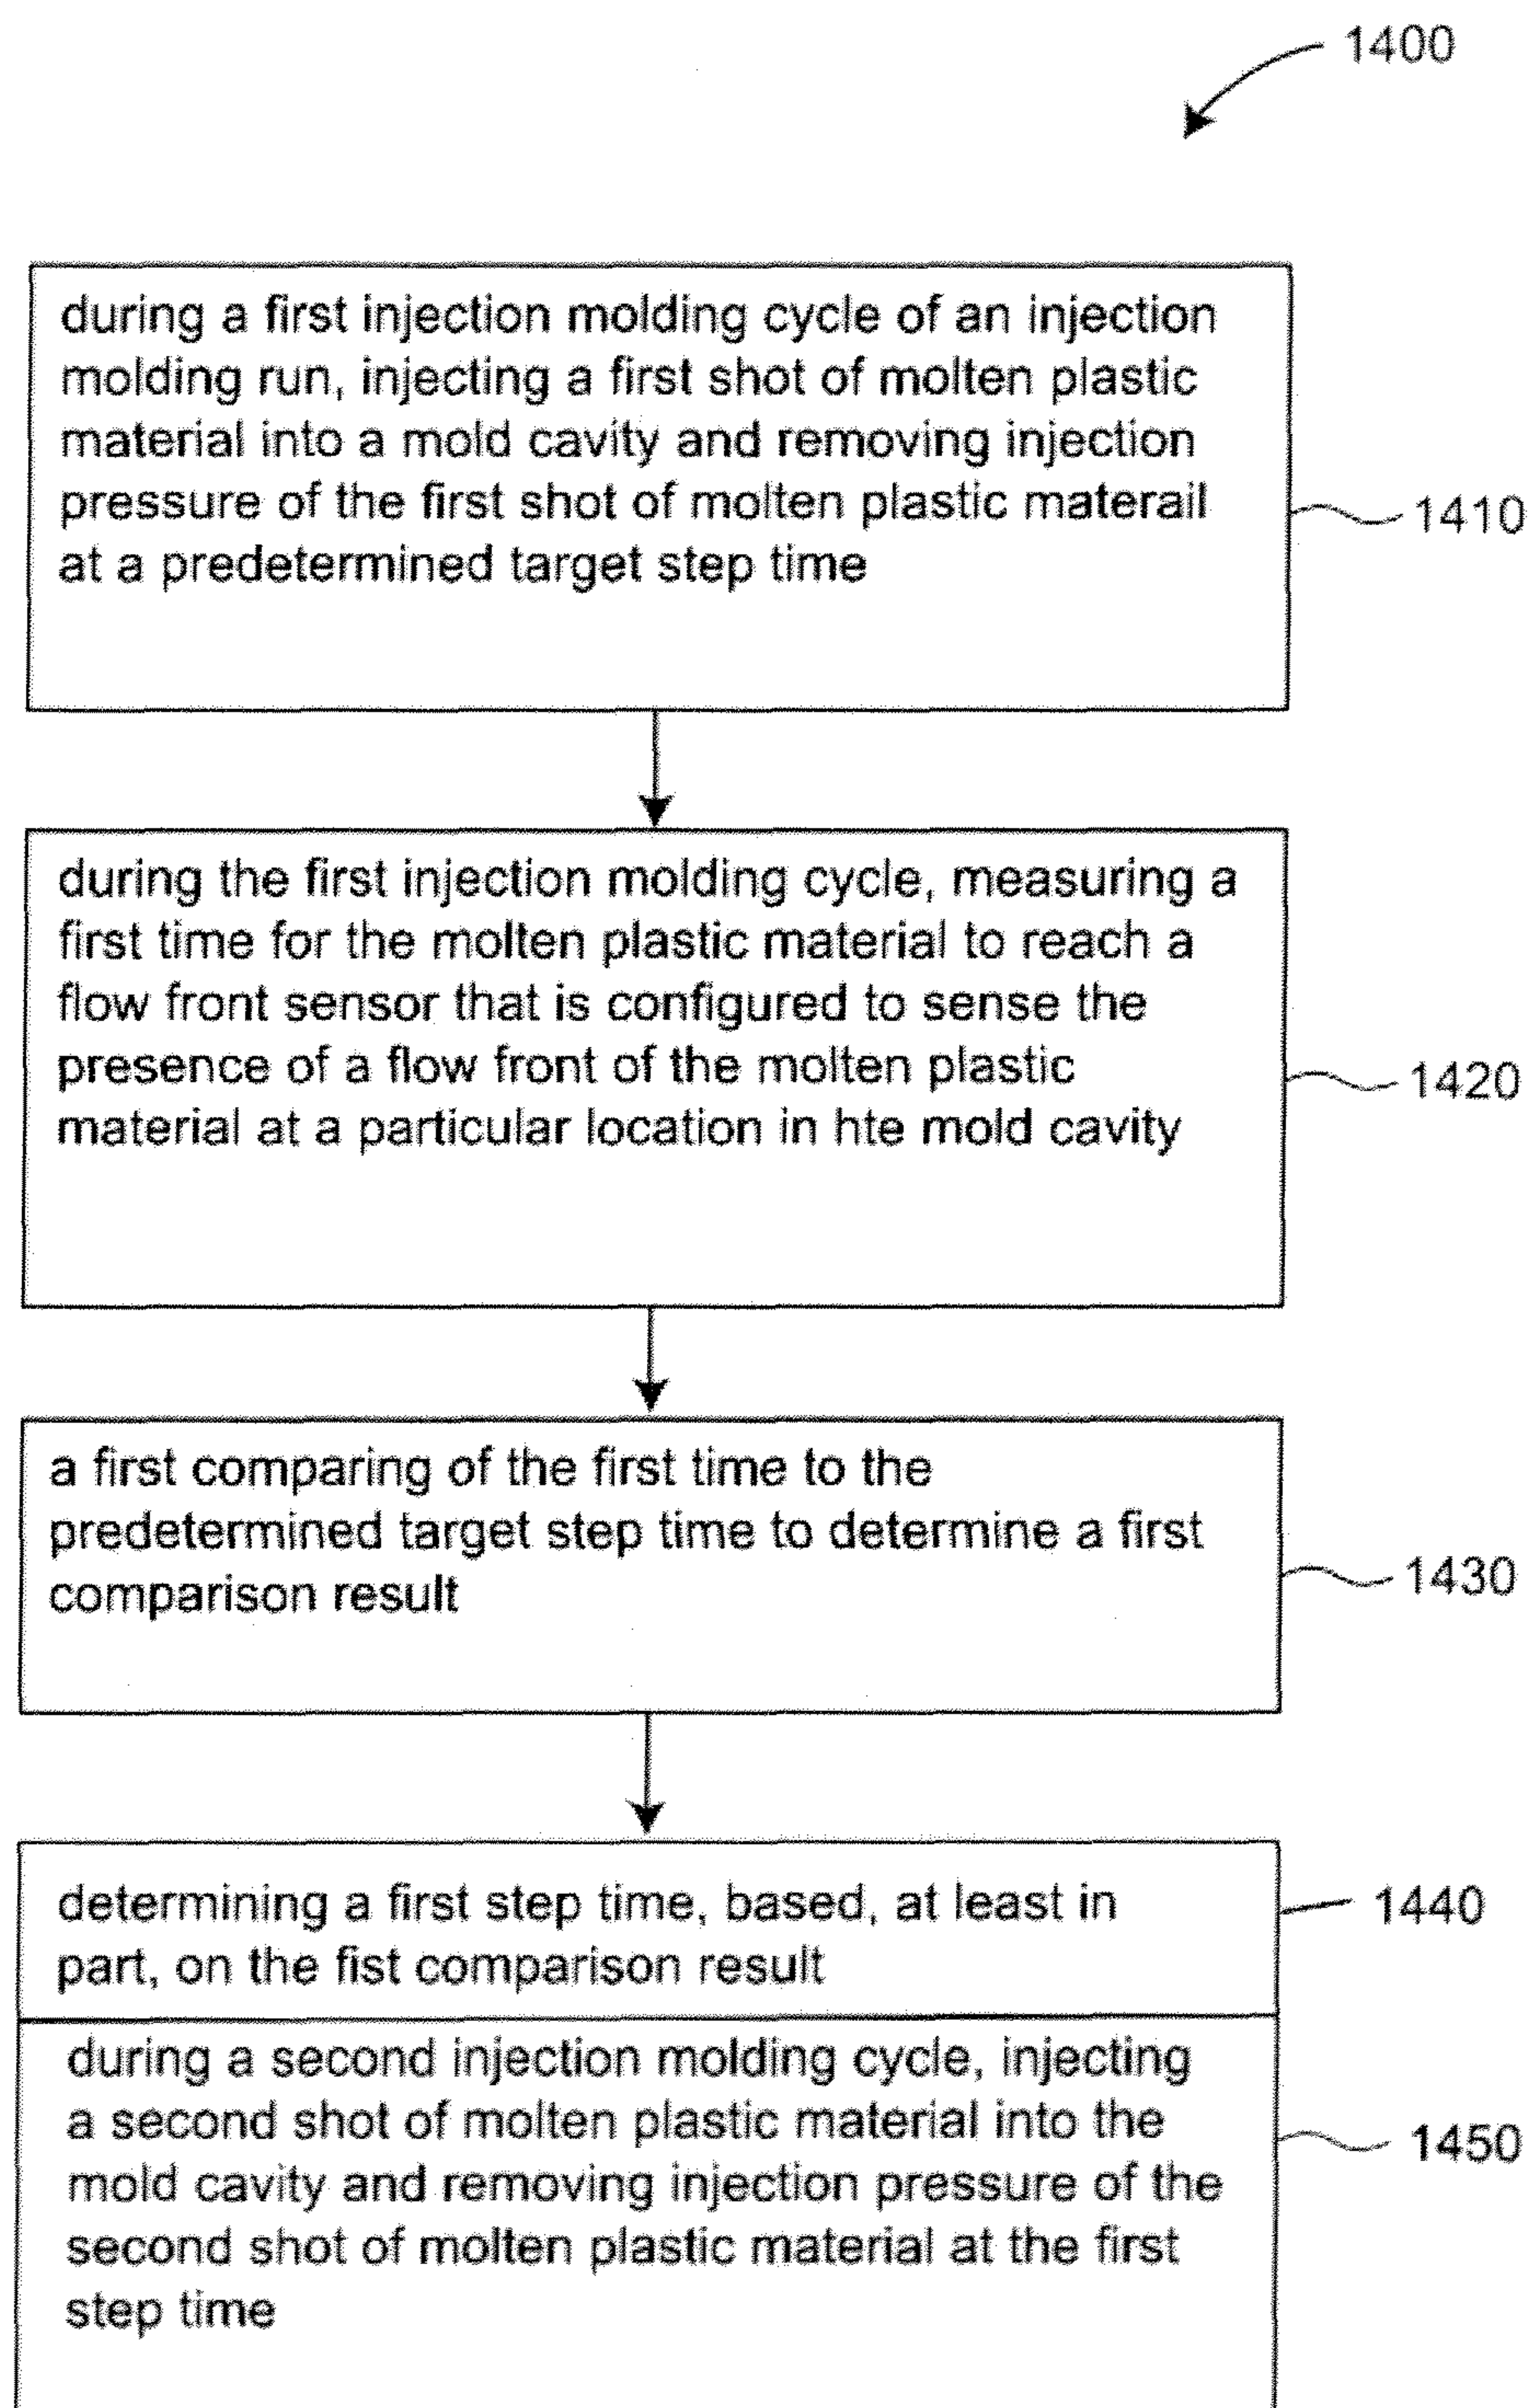 1400
during a first injection molding cycle of an injection
molding run, injecting a first shot of molten plastic
material into a mold cavity and removing injection
pressure of the first shot of molten plastic materail
at a predetermined target step time
1410
during the first injection molding cycle, measuring a
first time for the molten plastic material to reach a
flow front sensor that is configured to sense the
presence of a flow front of the molten plastic
material at a particular location in hte mold cavity
1420
a first comparing of the first time to the
predetermined target step time to determine a first
comparison result
1430
determining a first step time, based, at least in
part, on the fist comparison result
1440
during a second injection molding cycle, injecting
a second shot of molten plastic material into the
mold cavity and removing injection pressure of the
second shot of molten plastic material at the first
step time
1450